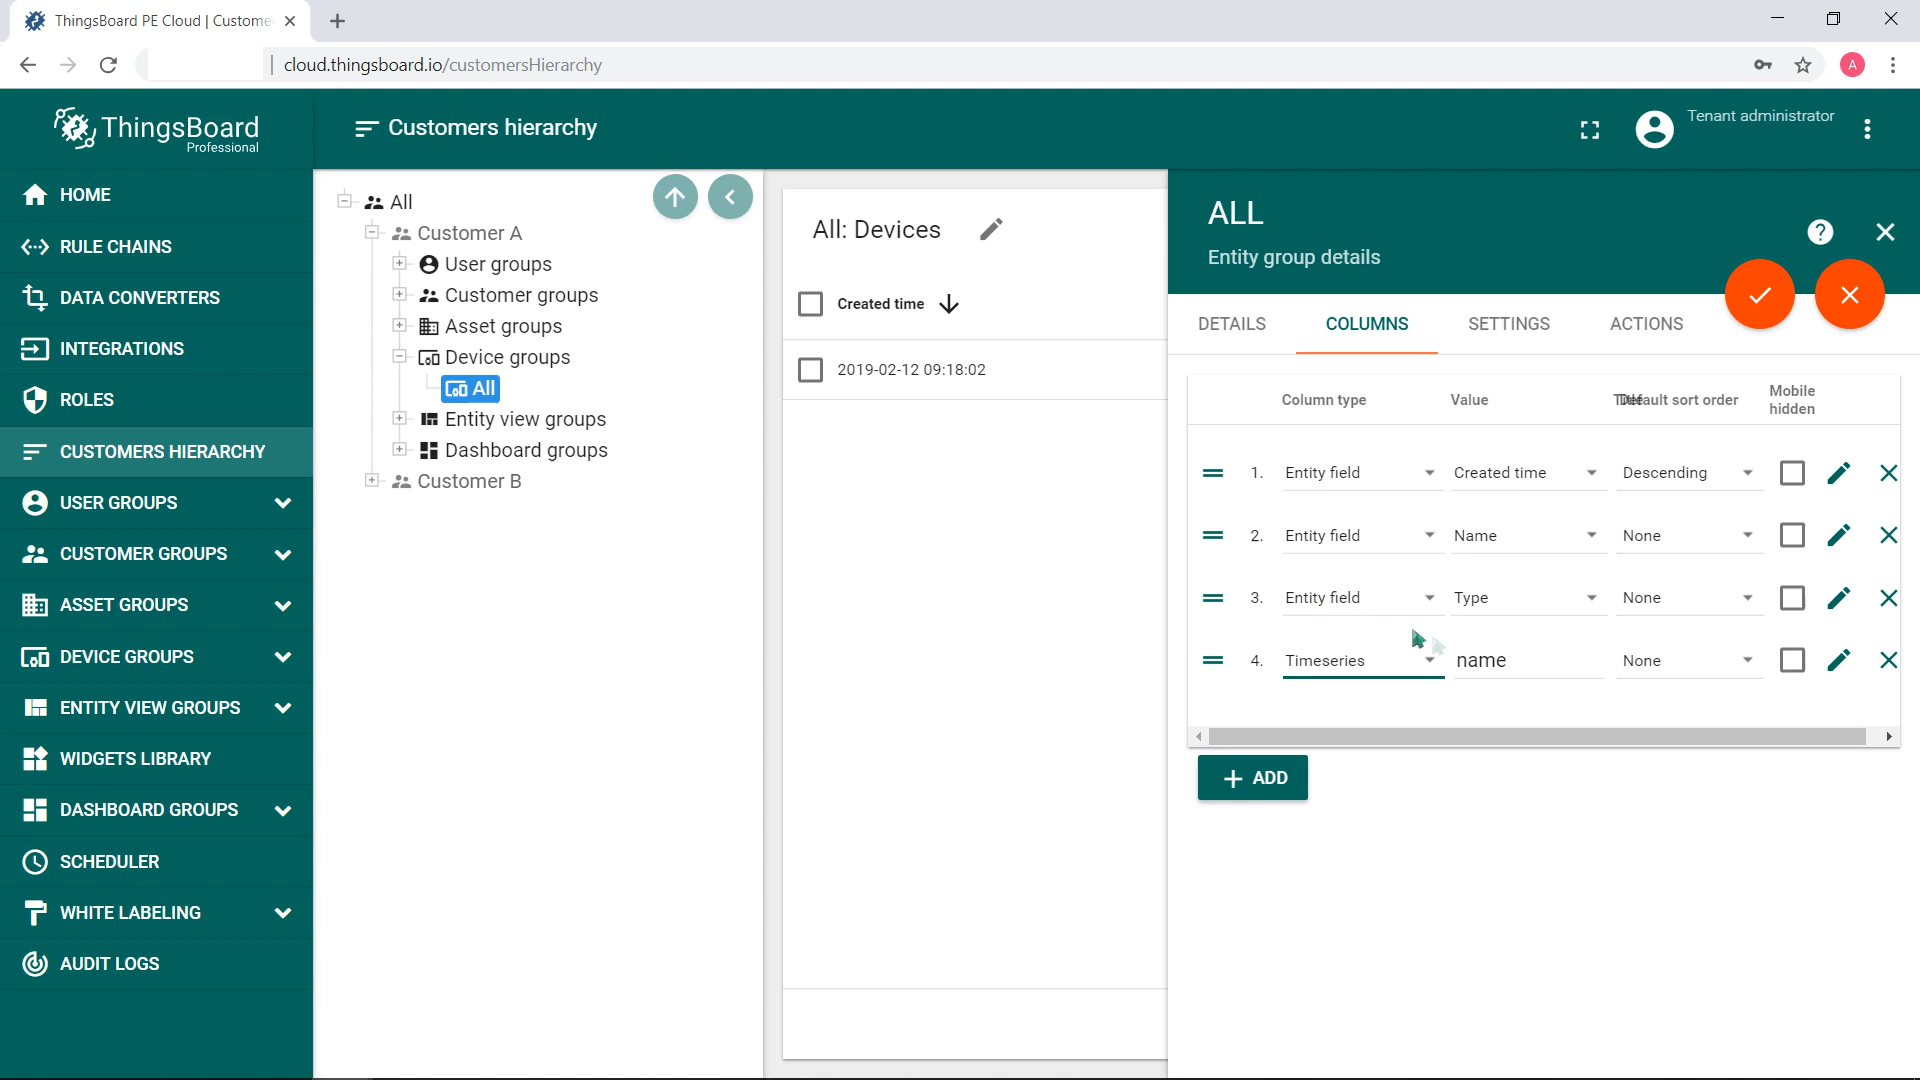 ThingsBoard PE Cloud | Custome
cloud.thingsboard.io/customersHierarchy
A
ThingsBoard
Professional
Customers hierarchy
Tenant administrator
HOME
RULE CHAINS
DATA CONVERTERS
INTEGRATIONS
ROLES
CUSTOMERS HIERARCHY
USER GROUPS
CUSTOMER GROUPS
ASSET GROUPS
DEVICE GROUPS
ENTITY VIEW GROUPS
WIDGETS LIBRARY
DASHBOARD GROUPS
SCHEDULER
WHITE LABELING
AUDIT LOGS
All
Customer A
User groups
Customer groups
Asset groups
Device groups
All
Entity view groups
Dashboard groups
Customer B
All: Devices
Created time
2019-02-12 09:18:02
ALL
Entity group details
?
DETAILS COLUMNS SETTINGS ACTIONS
Column type Value Title Default sort order Mobile hidden
1. Entity field Created time Descending
2. Entity field Name None
3. Entity field Type None
4. Timeseries name None
+ ADD